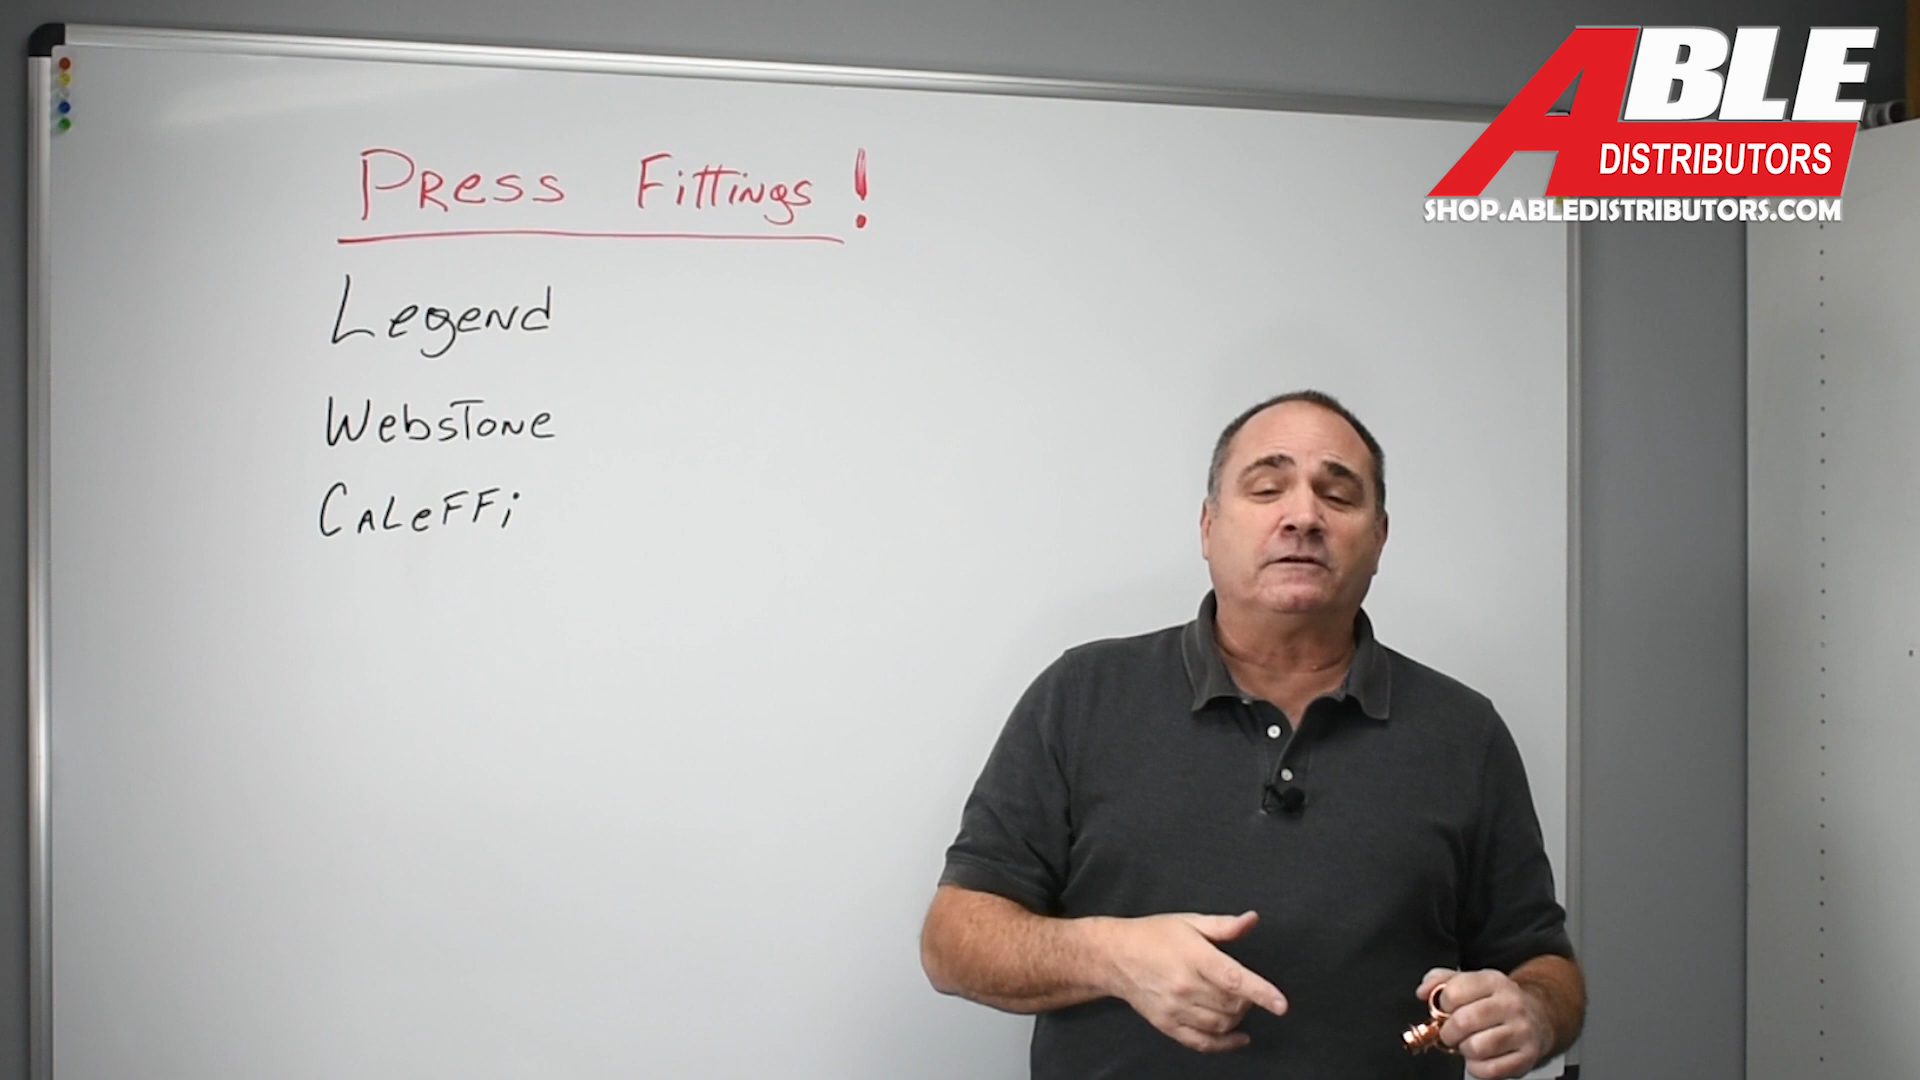 Press Fittings!
Legend
Webstone
Caleffi
ABLE
DISTRIBUTORS
SHOP.ABLEDISTRIBUTORS.COM